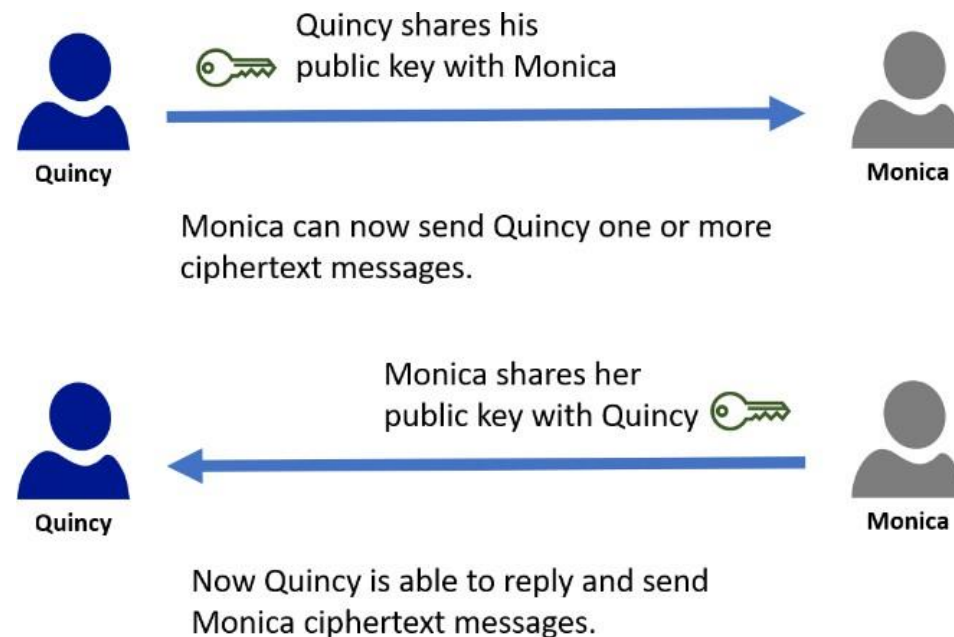 Quincy shares his
public key with Monica
Quincy
Monica
Monica can now send Quincy one or more
ciphertext messages.
Monica shares her
public key with Quincy
Quincy
Monica
Now Quincy is able to reply and send
Monica ciphertext messages.